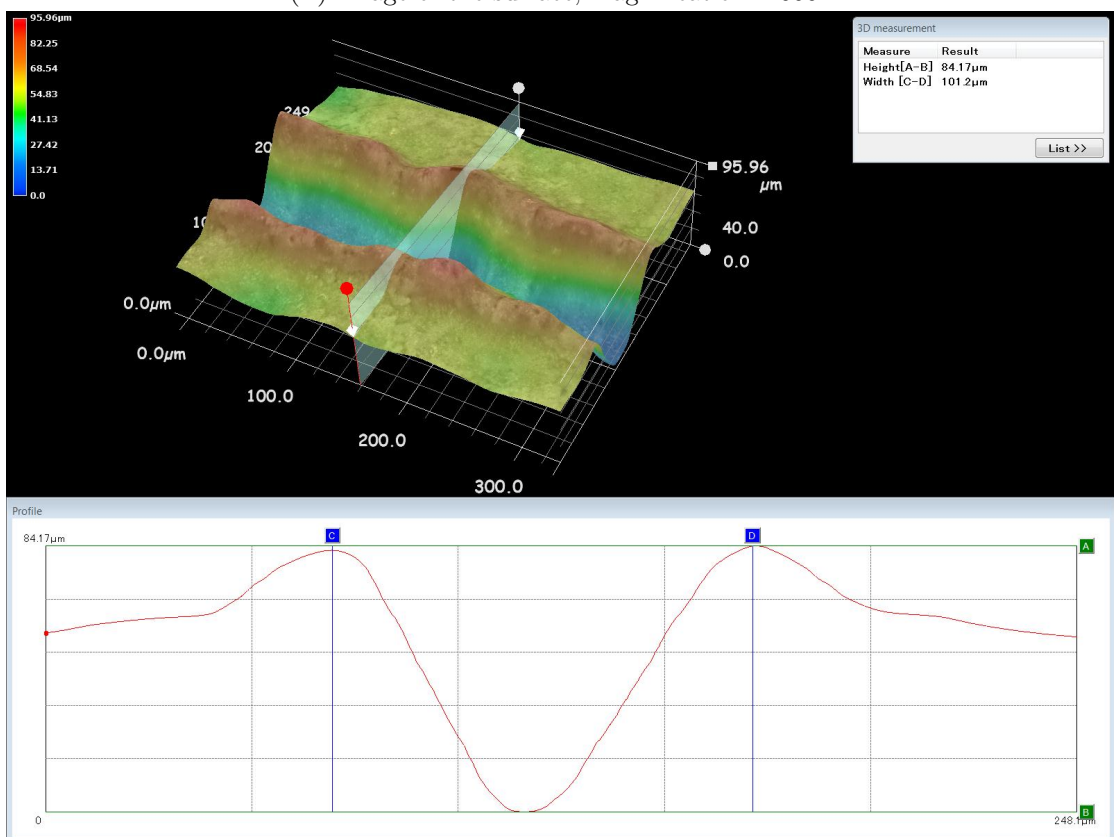 95.96μm
82.25
68.54
54.83
41.13
27.42
13.71
0.0
3D measurement
Measure Result
Height[A-B] 84.17μm
Width [C-D] 101.2μm
List >>
249
20
10
95.96
μm
40.0
0.0
0.0μm
0.0μm
100.0
200.0
300.0
Profile
84.17μm
C
D
A
0
B
248.1μm